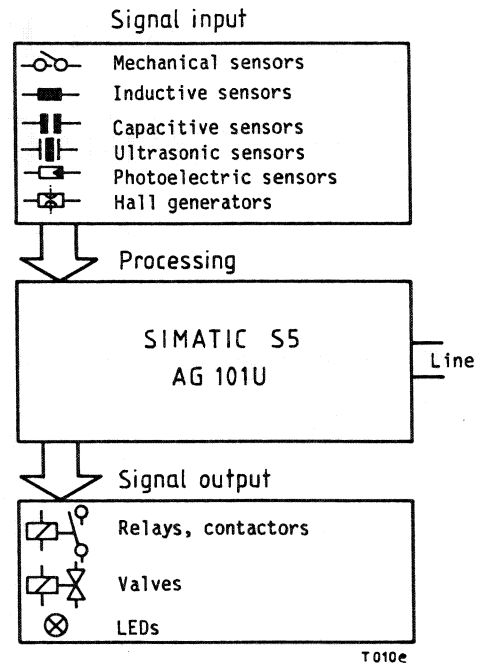 Signal input
Mechanical sensors
Inductive sensors
Capacitive sensors
Ultrasonic sensors
Photoelectric sensors
Hall generators
Processing
SIMATIC S5
AG 101U
Line
Signal output
Relays, contactors
Valves
LEDs
T010e